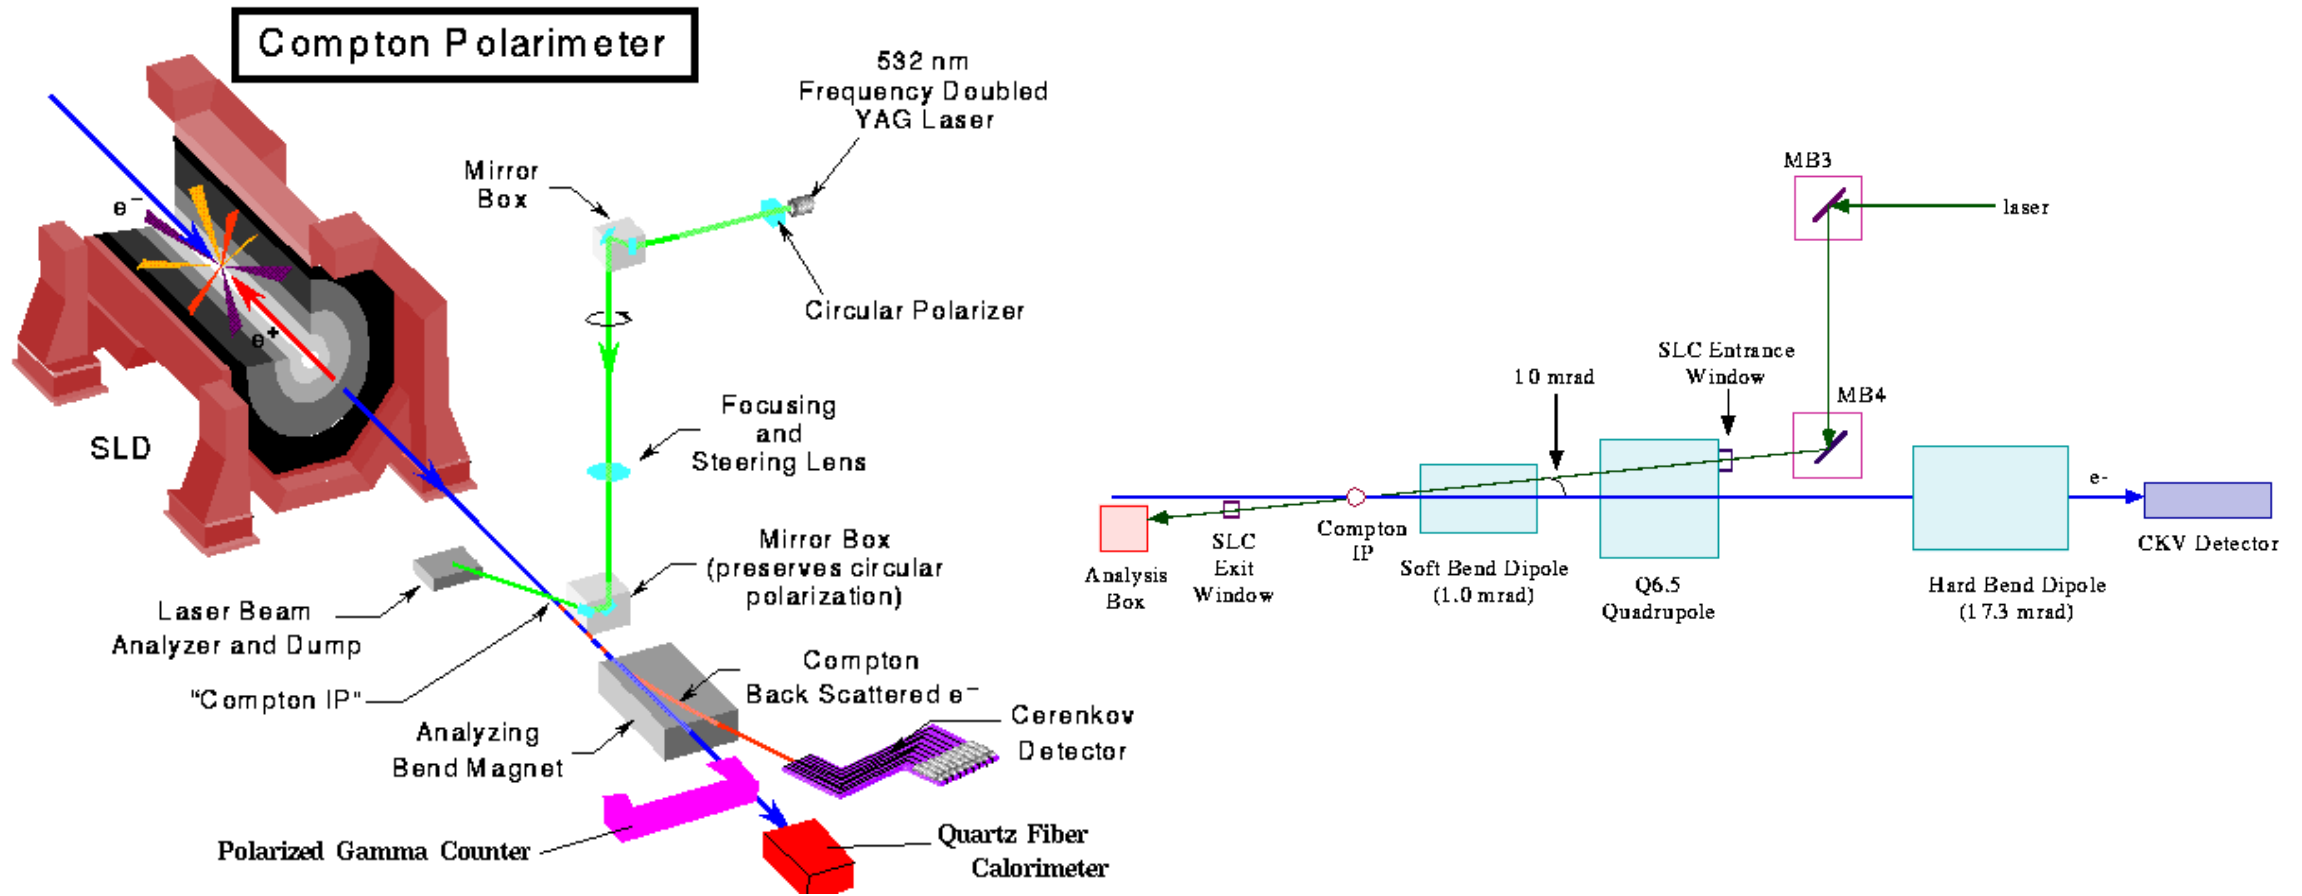 Compton Polarimeter
532 nm
Frequency Doubled
YAG Laser
Mirror
Box
e⁻
Circular Polarizer
e⁺
Focusing
and
Steering Lens
SLD
Mirror Box
(preserves circular
polarization)
Laser Beam
Analyzer and Dump
Compton
Back Scattered e⁻
"Compton IP"
Analyzing
Bend Magnet
Cerenkov
Detector
Polarized Gamma Counter
Quartz Fiber
Calorimeter
MB3
laser
SLC Entrance
Window
10 mrad
MB4
e-
Compton
IP
SLC
Exit
Window
Analysis
Box
Soft Bend Dipole
(1.0 mrad)
Q6.5
Quadrupole
Hard Bend Dipole
(17.3 mrad)
CKV Detector